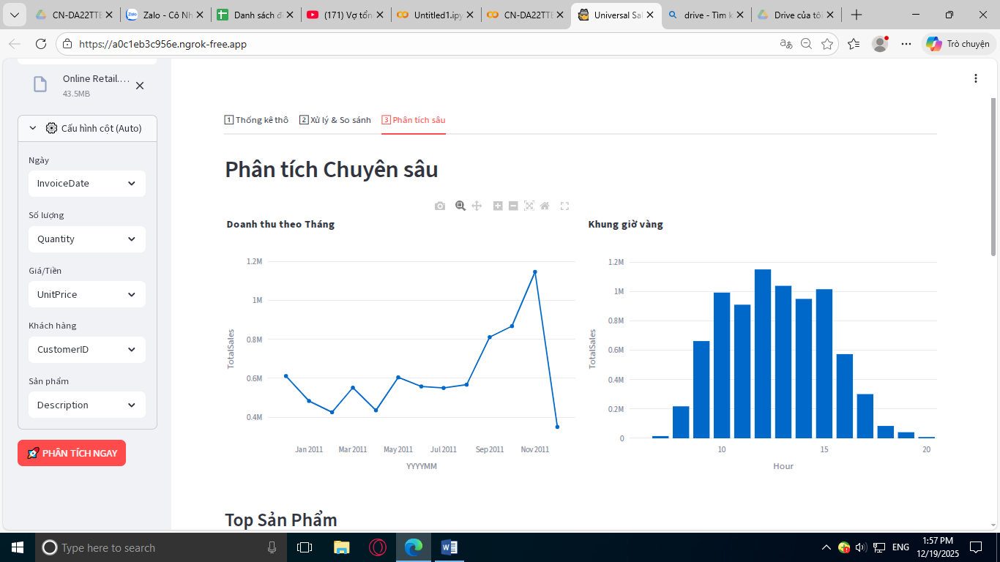 CN-DA22TTE
Zalo - Cô Nh
Danh sách đ
(171) Vợ tổn
Untitled1.ipy
CN-DA22TTE
Universal Sal
drive - Tìm k
Drive của tôi
https://a0c1eb3c956e.ngrok-free.app
Trò chuyện
Online Retail....
43.5MB
Cấu hình cột (Auto)
Ngày
InvoiceDate
Số lượng
Quantity
Giá/Tiền
UnitPrice
Khách hàng
CustomerID
Sản phẩm
Description
PHÂN TÍCH NGAY
1 Thống kê thô
2 Xử lý & So sánh
3 Phân tích sâu
Phân tích Chuyên sâu
Doanh thu theo Tháng
1.2M
1M
0.8M
0.6M
0.4M
TotalSales
Jan 2011 Mar 2011 May 2011 Jul 2011 Sep 2011 Nov 2011
YYYYMM
Khung giờ vàng
1.2M
1M
0.8M
0.6M
0.4M
0.2M
0
TotalSales
10 15 20
Hour
Top Sản Phẩm
Type here to search
ENG
1:57 PM
12/19/2025